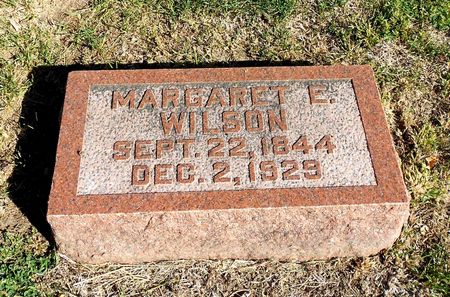 MARGARET E.
WILSON
SEPT. 22, 1844
DEC. 2, 1929